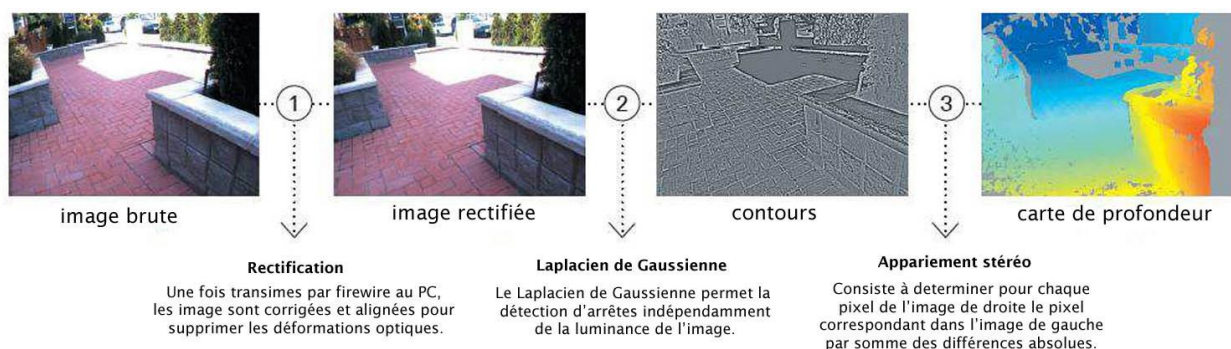 1
2
3
image brute
image rectifiée
contours
carte de profondeur
Rectification
Une fois transimes par firewire au PC,
les image sont corrigées et alignées pour
supprimer les déformations optiques.
Laplacien de Gaussienne
Le Laplacien de Gaussienne permet la
détection d'arrêtes indépendamment
de la luminance de l'image.
Appariement stéréo
Consiste à determiner pour chaque
pixel de l'image de droite le pixel
correspondant dans l'image de gauche
par somme des différences absolues.